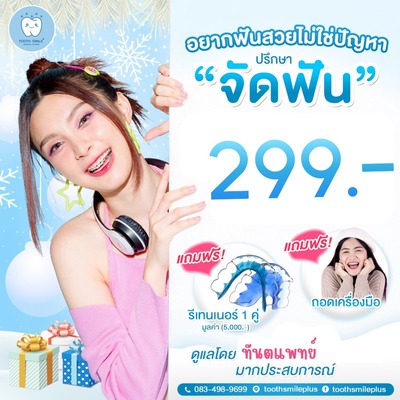 TOOTH SMILE+
อยากฟันสวยไม่ใช่ปัญหา
ปรึกษา
“จัดฟัน”
299.-
แถมฟรี!
แถมฟรี!
รีเทนเนอร์ 1 คู่
มูลค่า (5,000.-)
ถอดเครื่องมือ
ดูแลโดย ทันตแพทย์
มากประสบการณ์
083-498-9699 toothsmileplus toothsmileplus